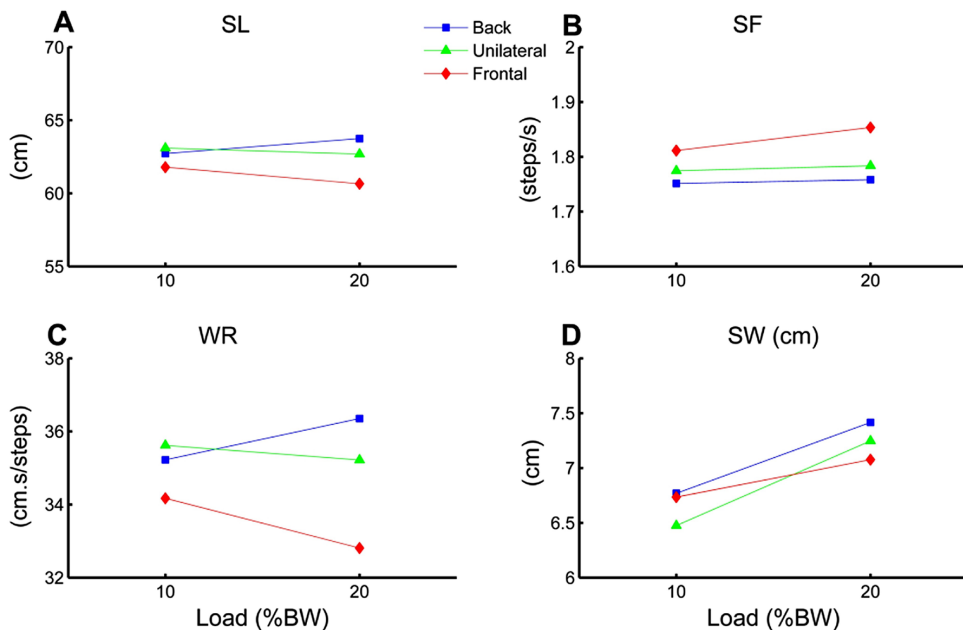 A
SL
Back
Unilateral
Frontal
70
65
60
55
(cm)
10
20
B
SF
2
1.9
1.8
1.7
1.6
(steps/s)
10
20
C
WR
38
36
34
32
(cm.s/steps)
10
20
Load (%BW)
D
SW (cm)
8
7.5
7
6.5
6
(cm)
10
20
Load (%BW)